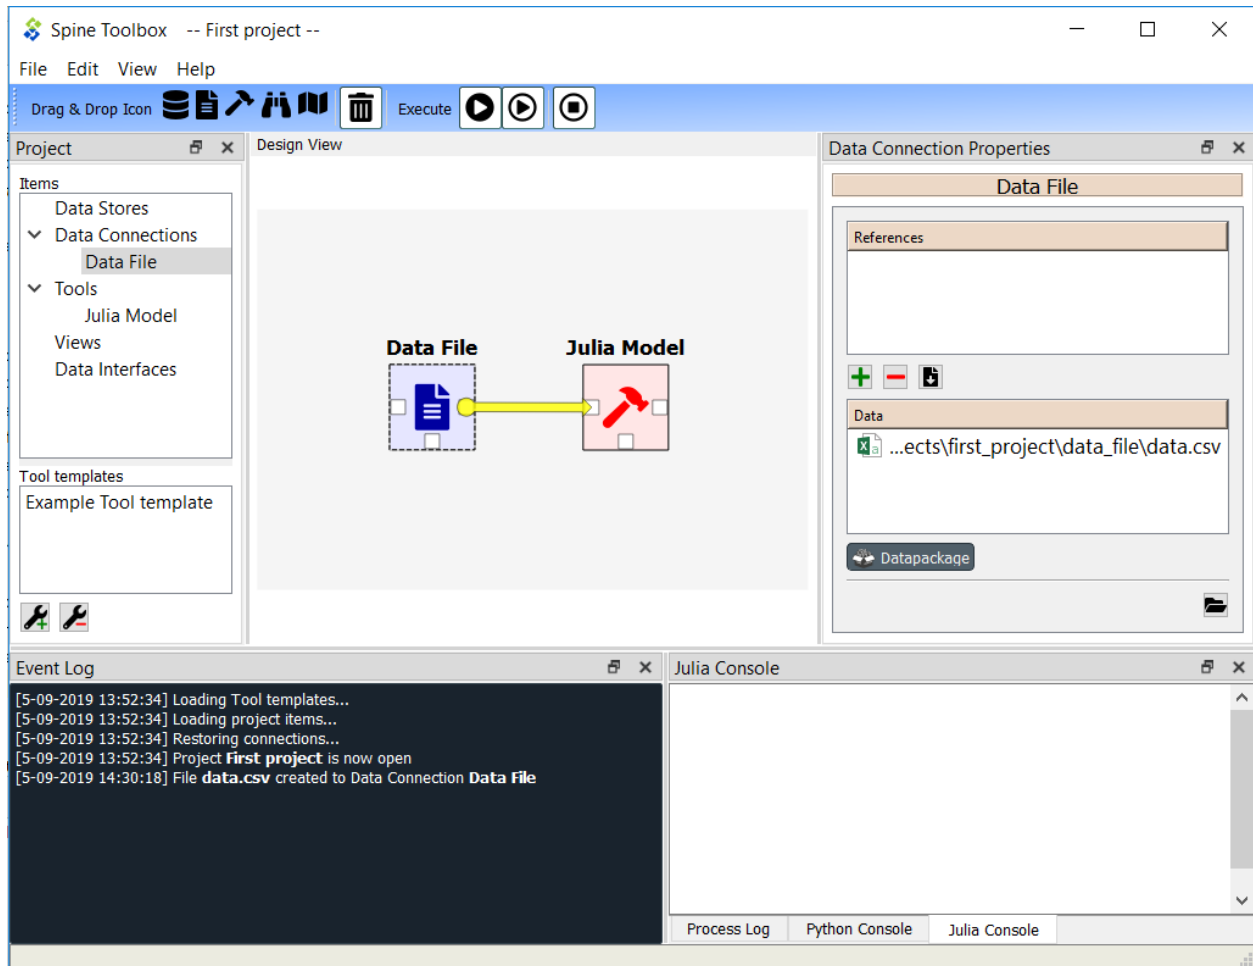 Spine Toolbox -- First project --
File Edit View Help
Drag & Drop Icon Execute
Project
Items
Data Stores
Data Connections
Data File
Tools
Julia Model
Views
Data Interfaces
Tool templates
Example Tool template
Design View
Data File
Julia Model
Data Connection Properties
Data File
References
Data
...ects\first_project\data_file\data.csv
Datapackage
Event Log
[5-09-2019 13:52:34] Loading Tool templates...
[5-09-2019 13:52:34] Loading project items...
[5-09-2019 13:52:34] Restoring connections...
[5-09-2019 13:52:34] Project First project is now open
[5-09-2019 14:30:18] File data.csv created to Data Connection Data File
Julia Console
Process Log Python Console Julia Console